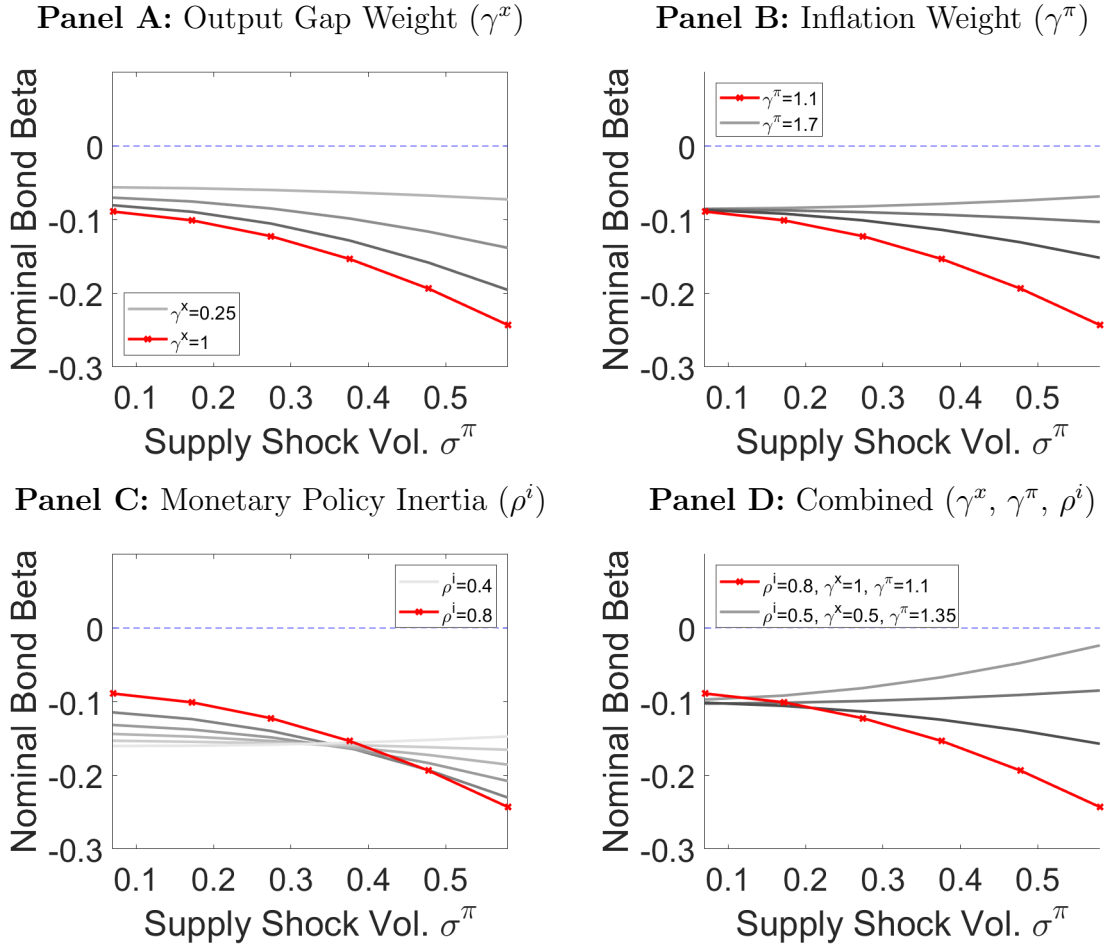 Panel A: Output Gap Weight (γ^x)
Nominal Bond Beta
0
-0.1
-0.2
-0.3
γ^x=0.25
γ^x=1
0.1 0.2 0.3 0.4 0.5
Supply Shock Vol. σ^π
Panel B: Inflation Weight (γ^π)
Nominal Bond Beta
γ^π=1.1
γ^π=1.7
0
-0.1
-0.2
-0.3
0.1 0.2 0.3 0.4 0.5
Supply Shock Vol. σ^π
Panel C: Monetary Policy Inertia (ρ^i)
Nominal Bond Beta
ρ^i=0.4
ρ^i=0.8
0
-0.1
-0.2
-0.3
0.1 0.2 0.3 0.4 0.5
Supply Shock Vol. σ^π
Panel D: Combined (γ^x, γ^π, ρ^i)
Nominal Bond Beta
ρ^i=0.8, γ^x=1, γ^π=1.1
ρ^i=0.5, γ^x=0.5, γ^π=1.35
0
-0.1
-0.2
-0.3
0.1 0.2 0.3 0.4 0.5
Supply Shock Vol. σ^π